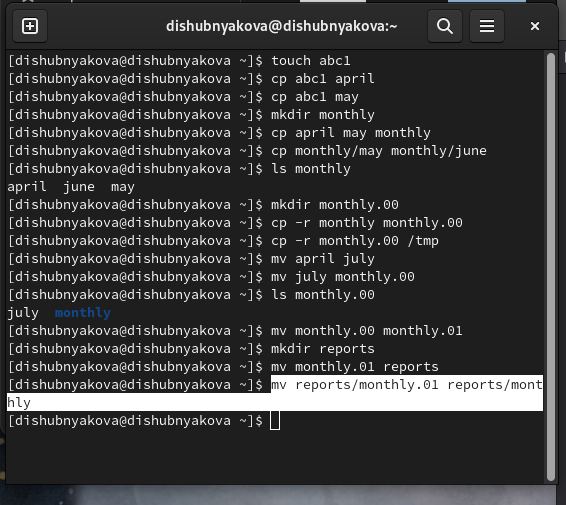 dishubnyakova@dishubnyakova:~
[dishubnyakova@dishubnyakova ~]$ touch abc1
[dishubnyakova@dishubnyakova ~]$ cp abc1 april
[dishubnyakova@dishubnyakova ~]$ cp abc1 may
[dishubnyakova@dishubnyakova ~]$ mkdir monthly
[dishubnyakova@dishubnyakova ~]$ cp april may monthly
[dishubnyakova@dishubnyakova ~]$ cp monthly/may monthly/june
[dishubnyakova@dishubnyakova ~]$ ls monthly
april  june  may
[dishubnyakova@dishubnyakova ~]$ mkdir monthly.00
[dishubnyakova@dishubnyakova ~]$ cp -r monthly monthly.00
[dishubnyakova@dishubnyakova ~]$ cp -r monthly.00 /tmp
[dishubnyakova@dishubnyakova ~]$ mv april july
[dishubnyakova@dishubnyakova ~]$ mv july monthly.00
[dishubnyakova@dishubnyakova ~]$ ls monthly.00
july  monthly
[dishubnyakova@dishubnyakova ~]$ mv monthly.00 monthly.01
[dishubnyakova@dishubnyakova ~]$ mkdir reports
[dishubnyakova@dishubnyakova ~]$ mv monthly.01 reports
[dishubnyakova@dishubnyakova ~]$ mv reports/monthly.01 reports/mont
hly
[dishubnyakova@dishubnyakova ~]$